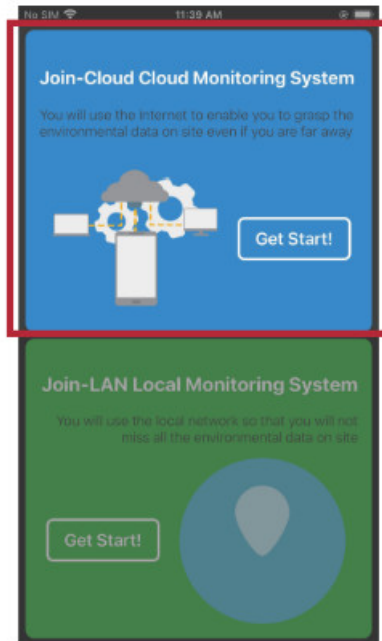 No SIM 11:39 AM
Join-Cloud Cloud Monitoring System
You will use the Internet to enable you to grasp the
environmental data on site even if you are far away
Get Start!
Join-LAN Local Monitoring System
You will use the local network so that you will not
miss all the environmental data on site
Get Start!